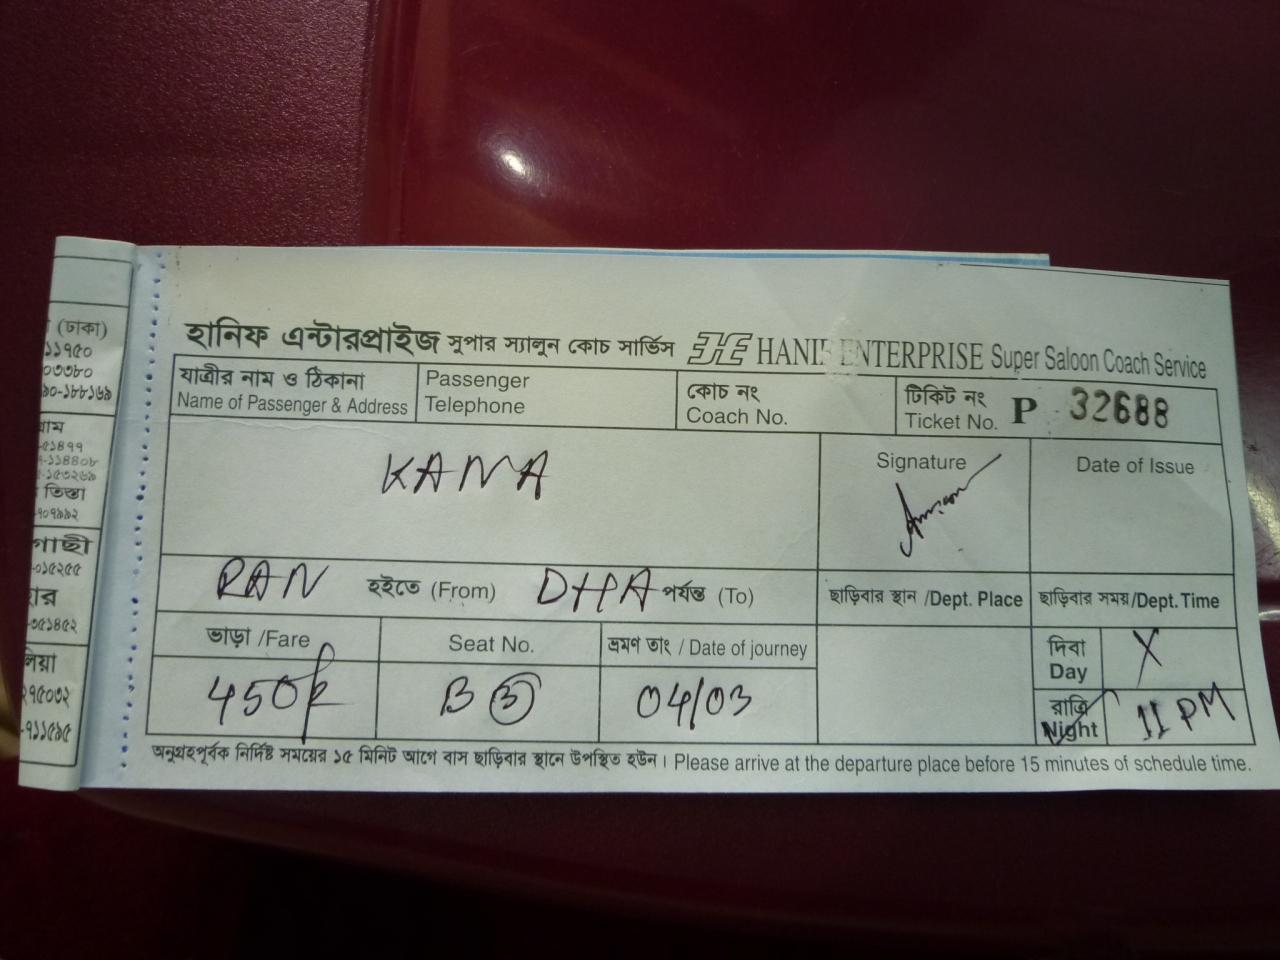 হানিফ এন্টারপ্রাইজ সুপার স্যালুন কোচ সার্ভিস HE HANIF ENTERPRISE Super Saloon Coach Service
যাত্রীর নাম ও ঠিকানা
Name of Passenger & Address
Passenger
Telephone
কোচ নং
Coach No.
টিকিট নং
Ticket No. P 32688
KANA
Signature
Date of Issue
RAN হইতে (From) DHA পর্যন্ত (To)
ছাড়িবার স্থান /Dept. Place
ছাড়িবার সময়/Dept. Time
ভাড়া /Fare
Seat No.
ভ্রমণ তাং / Date of journey
দিবা
Day X
450
B 3
04/03
রাত্রি
Night 11 PM
অনুগ্রহপূর্বক নির্দিষ্ট সময়ের ১৫ মিনিট আগে বাস ছাড়িবার স্থানে উপস্থিত হউন। Please arrive at the departure place before 15 minutes of schedule time.
(ঢাকা)